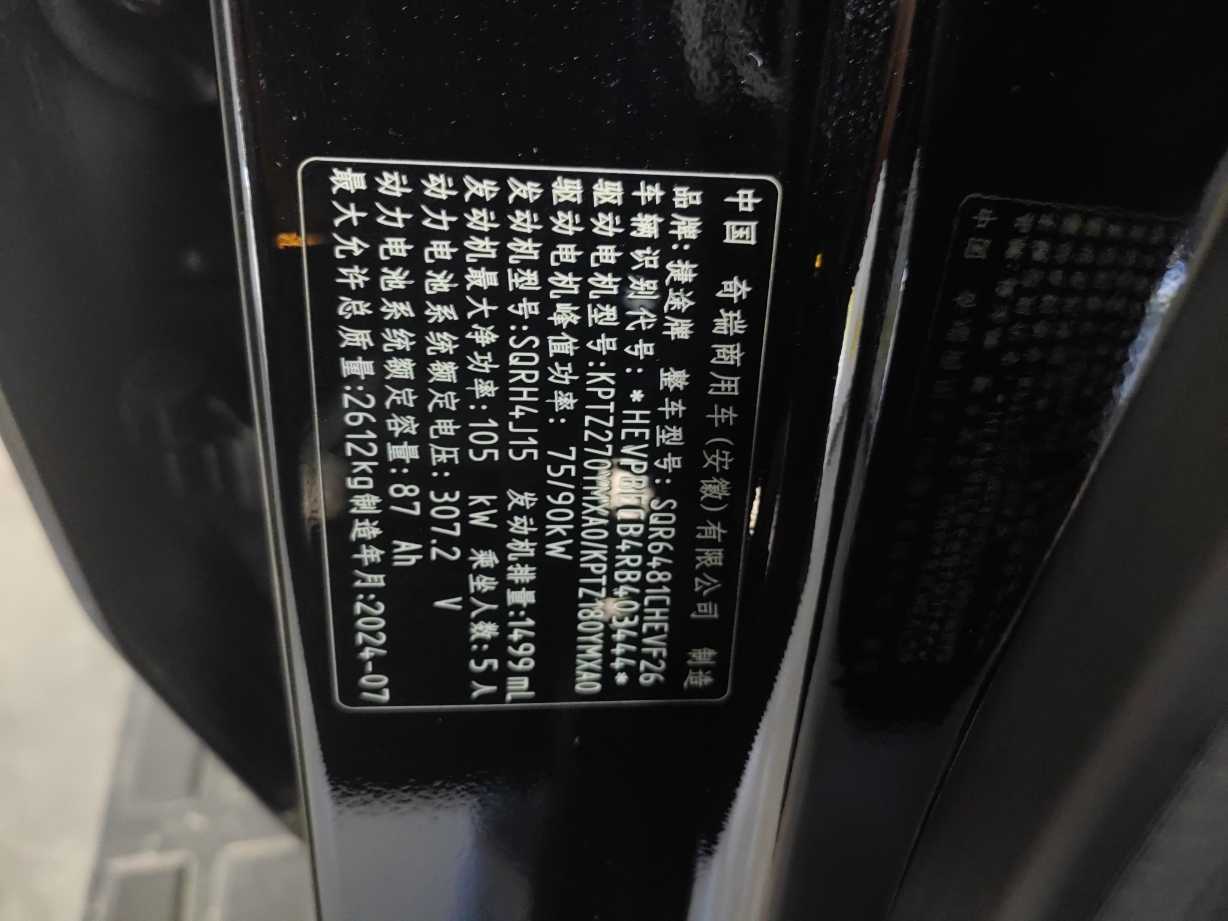 中国 奇瑞商用车(安徽)有限公司 制造
品牌:捷途牌 整车型号:SQR6481CHEVF26
车辆识别代号:
驱动电机型号:KPTZ270YMXA0/KPTZ180YMXA0
驱动电机峰值功率: 75/90kW
发动机型号:SQRH4J15 发动机排量:1499mL
发动机最大净功率:105 kW 乘坐人数:5人
动力电池系统额定电压:307.2 V
动力电池系统额定容量:87 Ah
最大允许总质量:2612kg制造年月:2024-07